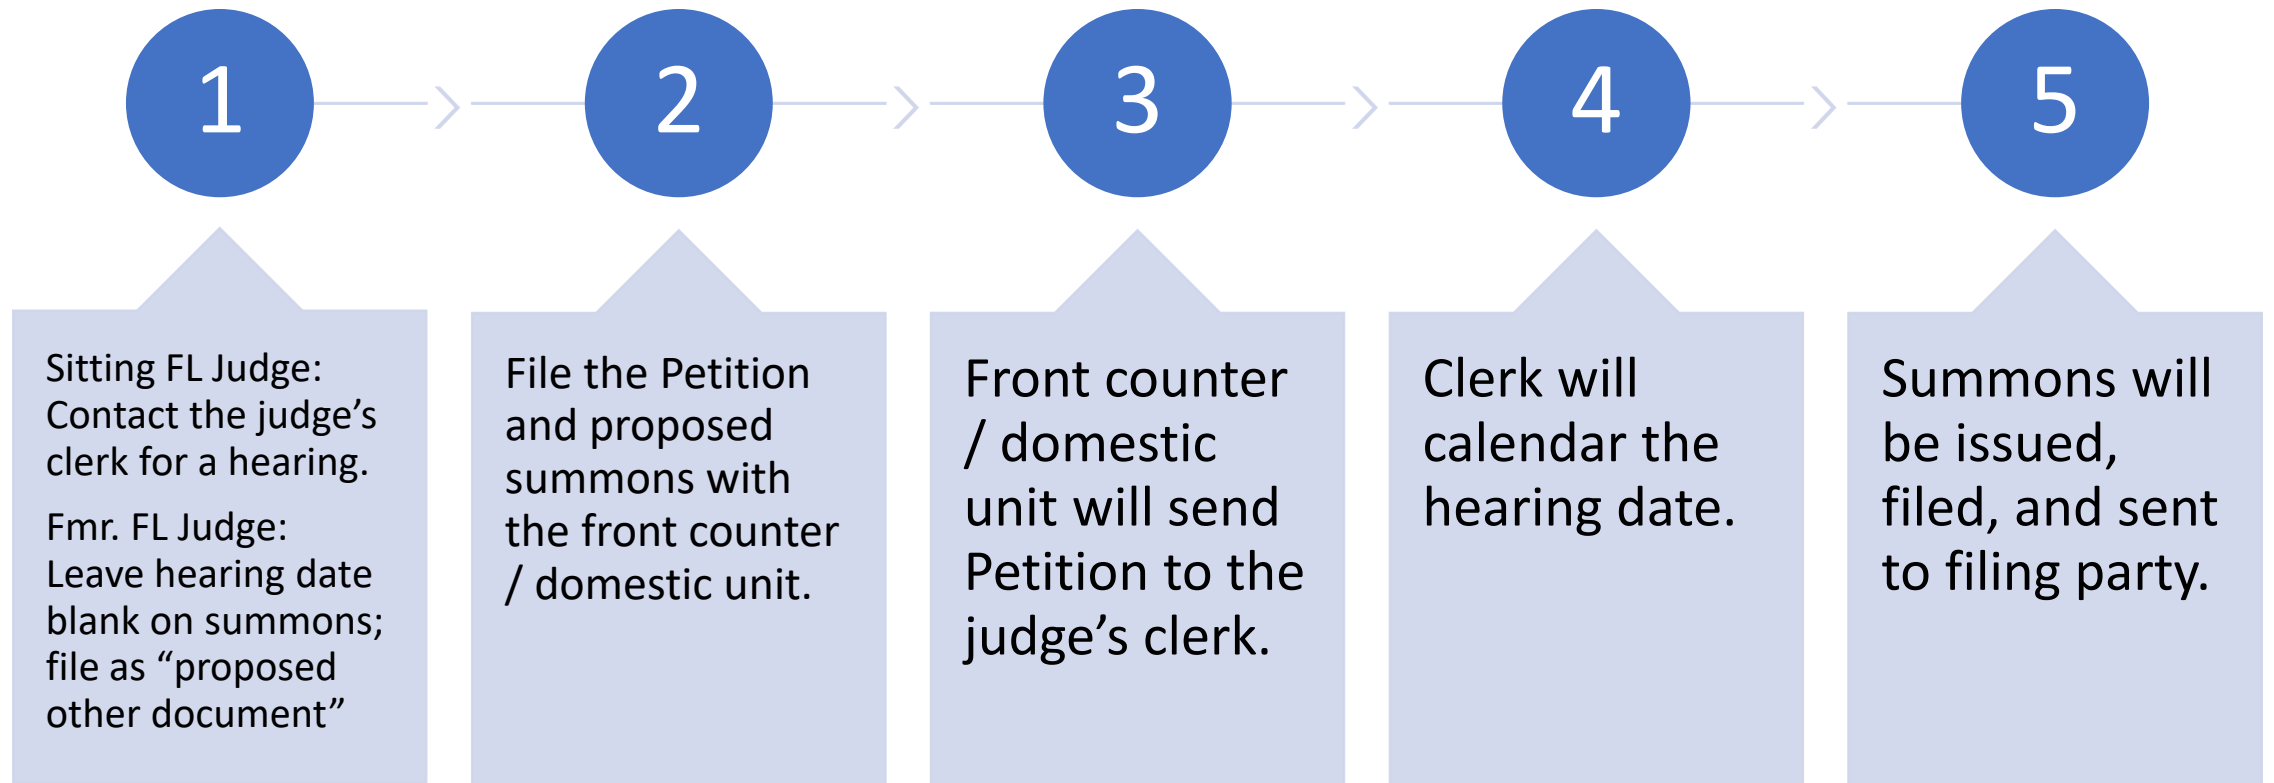 1
2
3
4
5
Sitting FL Judge:
Contact the judge’s
clerk for a hearing.
Fmr. FL Judge:
Leave hearing date
blank on summons;
file as “proposed
other document”
File the Petition
and proposed
summons with
the front counter
/ domestic unit.
Front counter
/ domestic
unit will send
Petition to the
judge’s clerk.
Clerk will
calendar the
hearing date.
Summons will
be issued,
filed, and sent
to filing party.